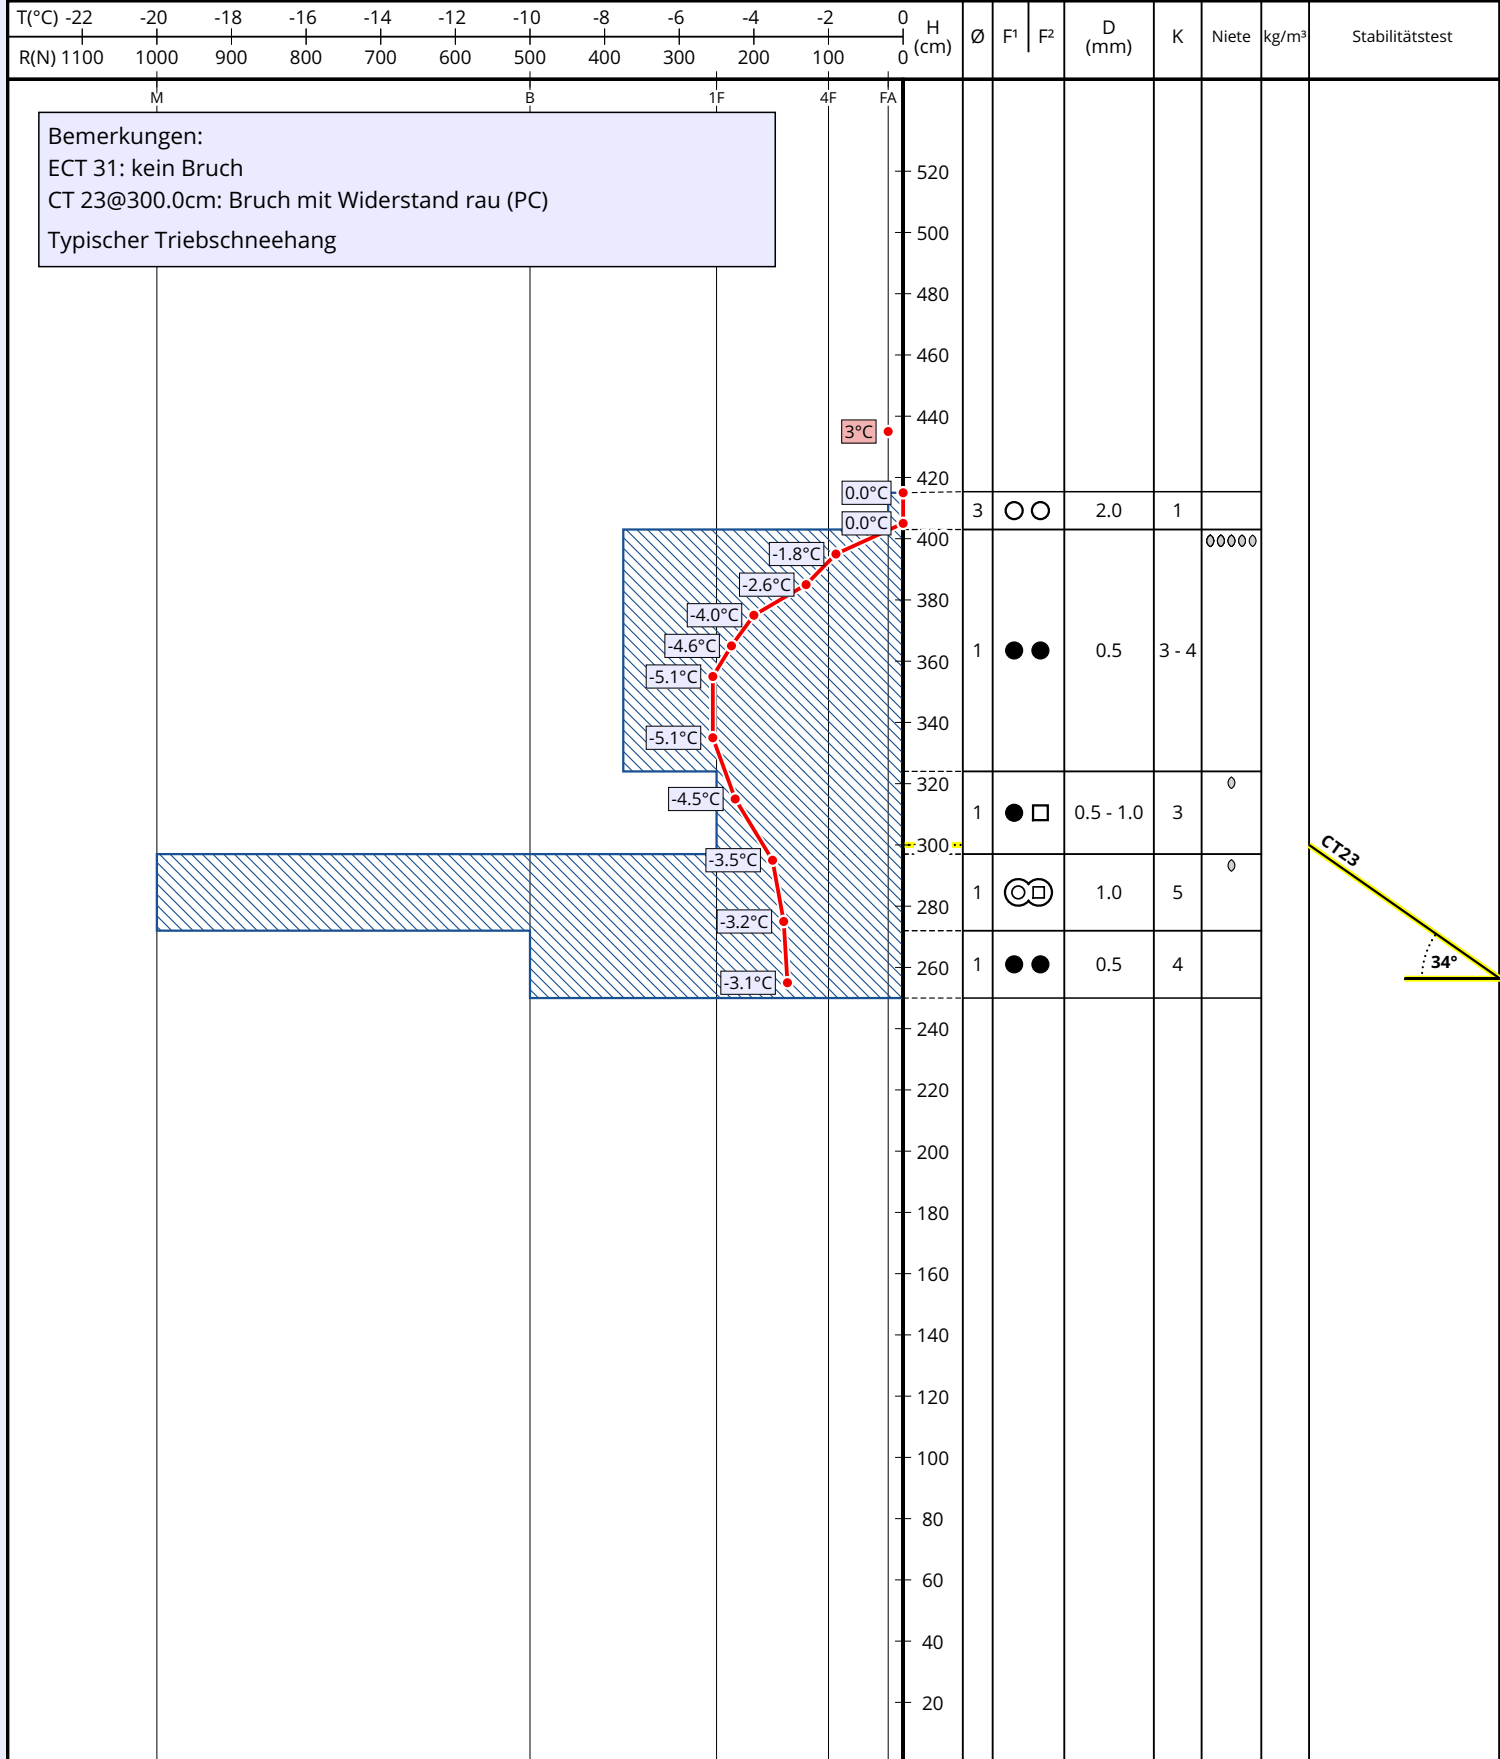 T(°C) -22 -20 -18 -16 -14 -12 -10 -8 -6 -4 -2 0
R(N) 1100 1000 900 800 700 600 500 400 300 200 100 0
H (cm) Ø F¹ F² D (mm) K Niete kg/m³ Stabilitätstest
M B 1F 4F FA
Bemerkungen:
ECT 31: kein Bruch
CT 23@300.0cm: Bruch mit Widerstand rau (PC)
Typischer Triebschneehang
520
500
480
460
440
3°C
420
0.0°C
3 2.0 1
0.0°C
400
-1.8°C
-2.6°C
380
-4.0°C
-4.6°C
1 0.5 3 - 4
360
-5.1°C
340
-5.1°C
320
-4.5°C
1 0.5 - 1.0 3
300
CT23
-3.5°C
1 1.0 5
280
-3.2°C
34°
1 0.5 4
260
-3.1°C
240
220
200
180
160
140
120
100
80
60
40
20